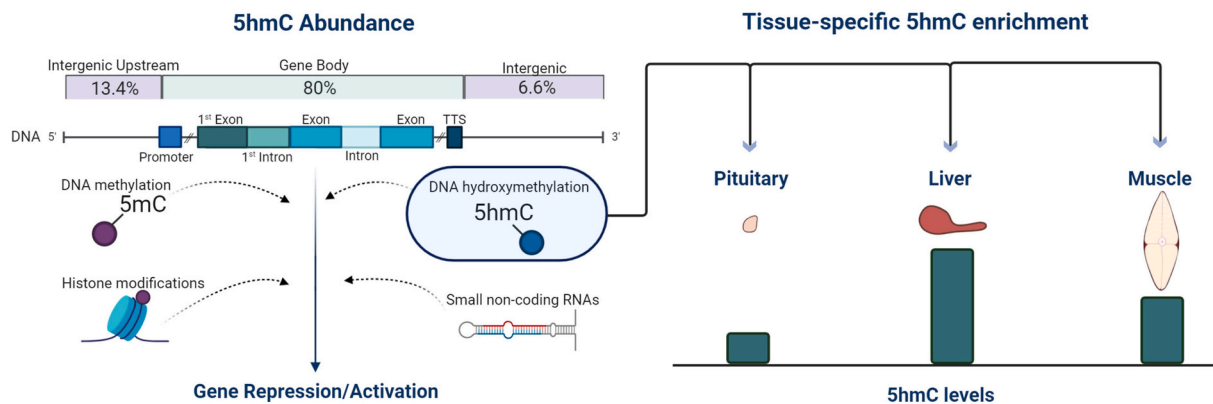 5hmC Abundance
Intergenic Upstream
Gene Body
Intergenic
13.4%
80%
6.6%
1st Exon
Exon
Exon
TTS
DNA
5'
3'
Promoter
1st Intron
Intron
DNA methylation
5mC
DNA hydroxymethylation
5hmC
Histone modifications
Small non-coding RNAs
Gene Repression/Activation
Tissue-specific 5hmC enrichment
Pituitary
Liver
Muscle
5hmC levels